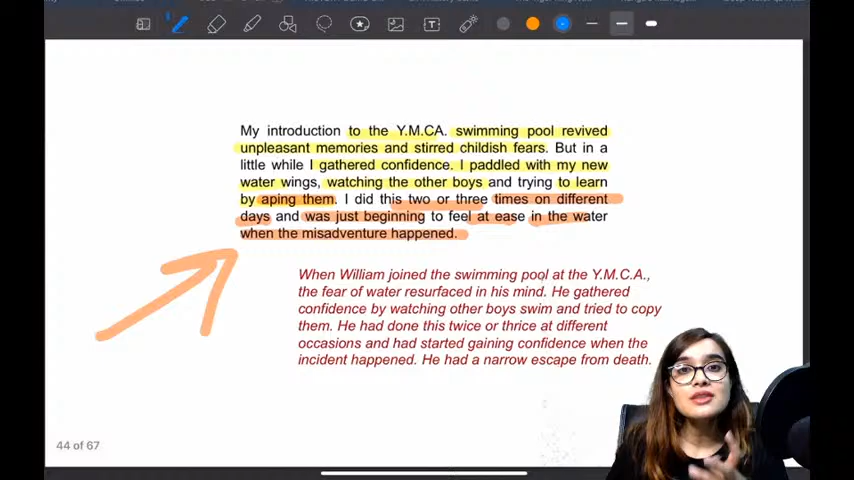 My introduction to the Y.M.CA. swimming pool revived
unpleasant memories and stirred childish fears. But in a
little while I gathered confidence. I paddled with my new
water wings, watching the other boys and trying to learn
by aping them. I did this two or three times on different
days and was just beginning to feel at ease in the water
when the misadventure happened.
When William joined the swimming pool at the Y.M.C.A.,
the fear of water resurfaced in his mind. He gathered
confidence by watching other boys swim and tried to copy
them. He had done this twice or thrice at different
occasions and had started gaining confidence when the
incident happened. He had a narrow escape from death.
44 of 67